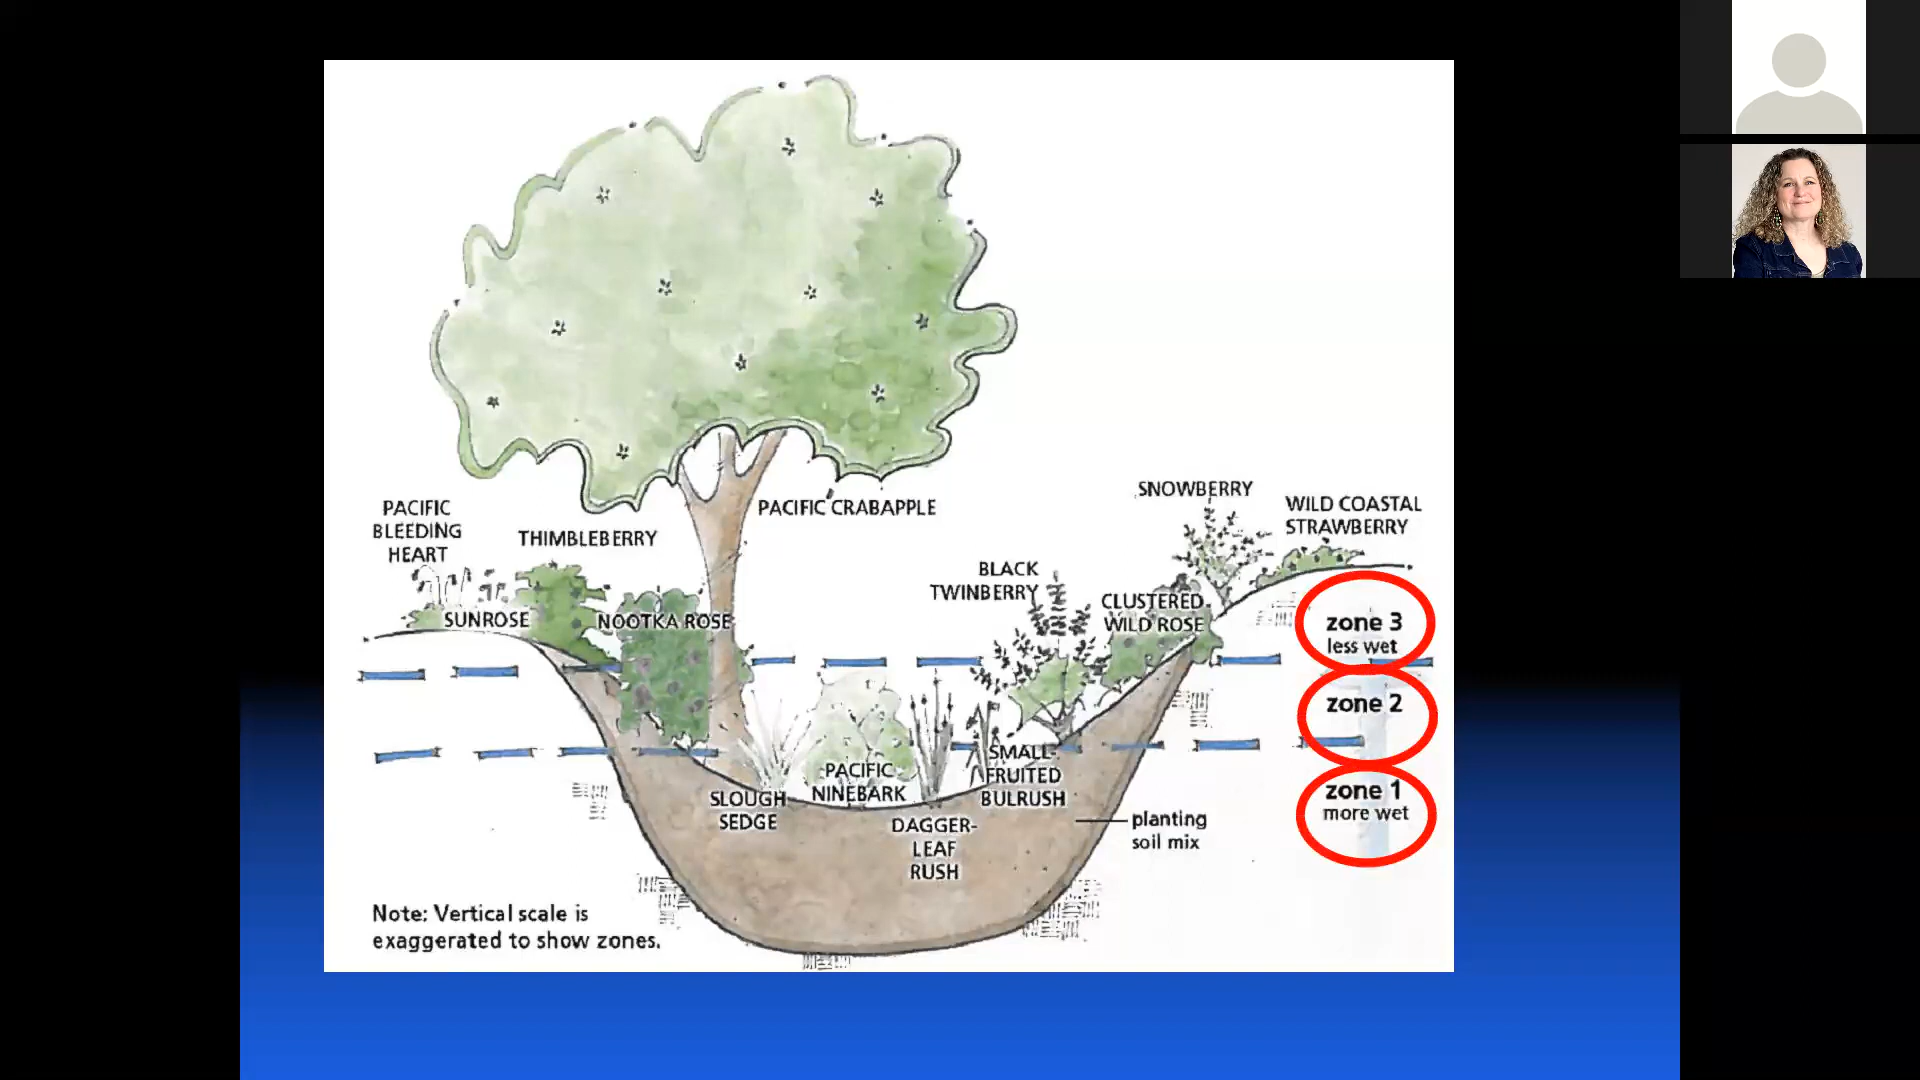 SNOWBERRY
WILD COASTAL
STRAWBERRY
PACIFIC
BLEEDING
HEART
THIMBLEBERRY
PACIFIC CRABAPPLE
BLACK
TWINBERRY
CLUSTERED
WILD ROSE
SUNROSE
NOOTKA ROSE
zone 3
less wet
zone 2
zone 1
more wet
SLOUGH
SEDGE
PACIFIC
NINEBARK
DAGGER-
LEAF
RUSH
SMALL-
FRUITED
BULRUSH
planting
soil mix
Note: Vertical scale is
exaggerated to show zones.